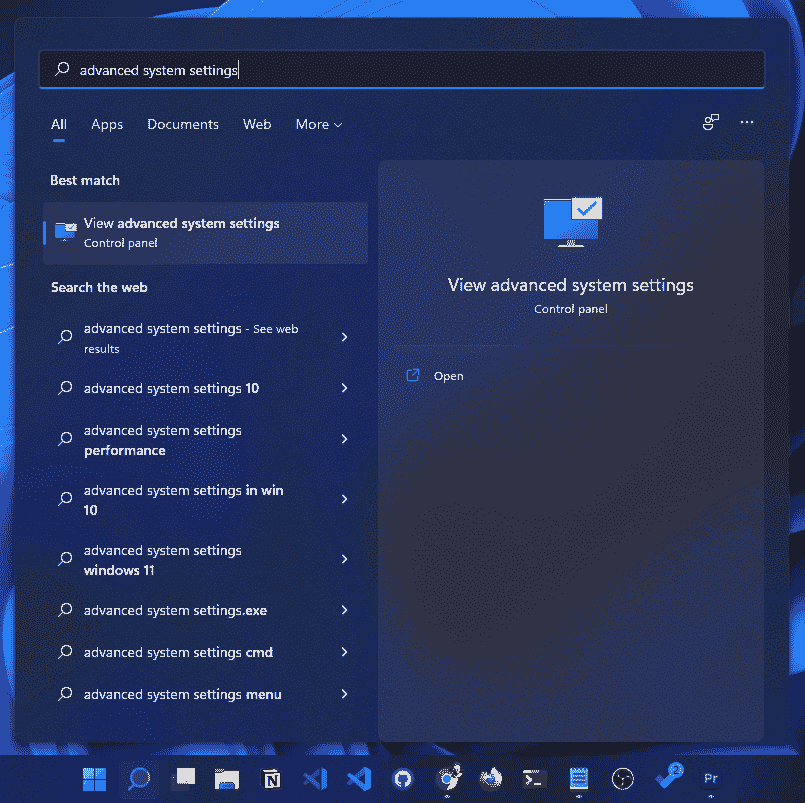 advanced system settings
All Apps Documents Web More
Best match
View advanced system settings
Control panel
Search the web
advanced system settings - See web
results
advanced system settings 10
advanced system settings
performance
advanced system settings in win
10
advanced system settings
windows 11
advanced system settings.exe
advanced system settings cmd
advanced system settings menu
View advanced system settings
Control panel
Open
N
2
Pr